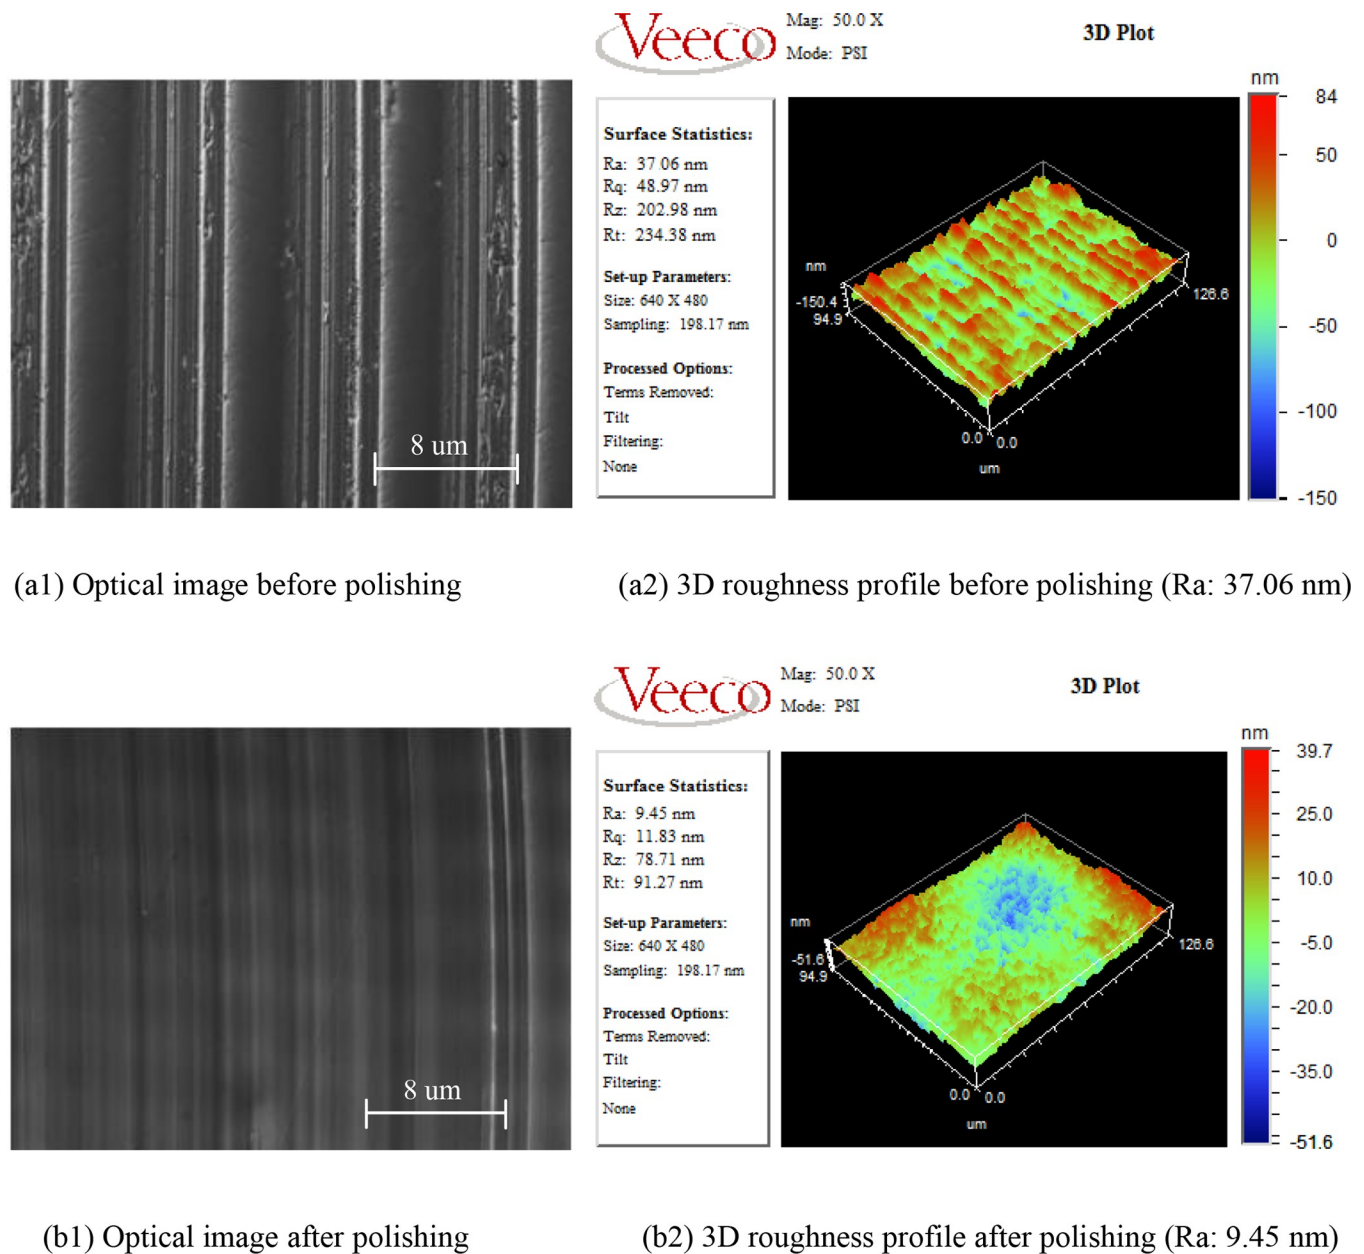 Veeco
Mag: 50.0 X
Mode: PSI
3D Plot
nm
84
50
0
-50
-100
-150
Surface Statistics:
Ra: 37.06 nm
Rq: 48.97 nm
Rz: 202.98 nm
Rt: 234.38 nm
Set-up Parameters:
Size: 640 X 480
Sampling: 198.17 nm
Processed Options:
Terms Removed:
Tilt
Filtering:
None
nm
-150.4
94.9
126.6
0.0
0.0
um
8 um
(a1) Optical image before polishing
(a2) 3D roughness profile before polishing (Ra: 37.06 nm)
Veeco
Mag: 50.0 X
Mode: PSI
3D Plot
nm
39.7
25.0
10.0
-5.0
-20.0
-35.0
-51.6
Surface Statistics:
Ra: 9.45 nm
Rq: 11.83 nm
Rz: 78.71 nm
Rt: 91.27 nm
Set-up Parameters:
Size: 640 X 480
Sampling: 198.17 nm
Processed Options:
Terms Removed:
Tilt
Filtering:
None
nm
-51.6
94.9
126.6
0.0
0.0
um
8 um
(b1) Optical image after polishing
(b2) 3D roughness profile after polishing (Ra: 9.45 nm)